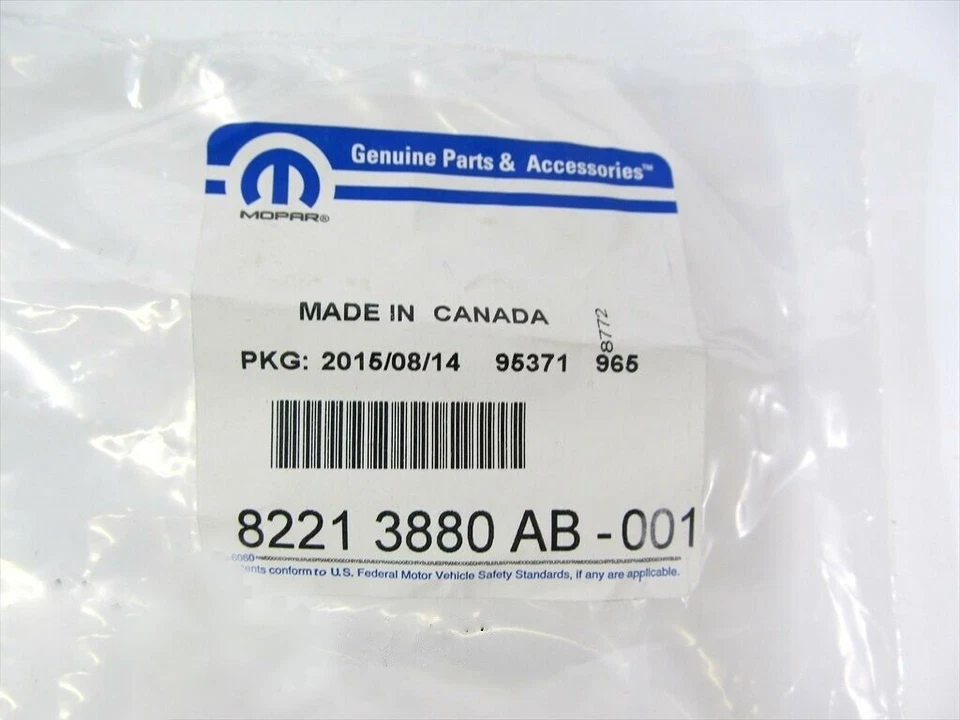 Genuine Parts & Accessories™
MOPAR®
MADE IN CANADA
8772
PKG: 2015/08/14 95371 965
8221 3880 AB - 001
6060
conform to U.S. Federal Motor Vehicle Safety Standards, if any are applicable.